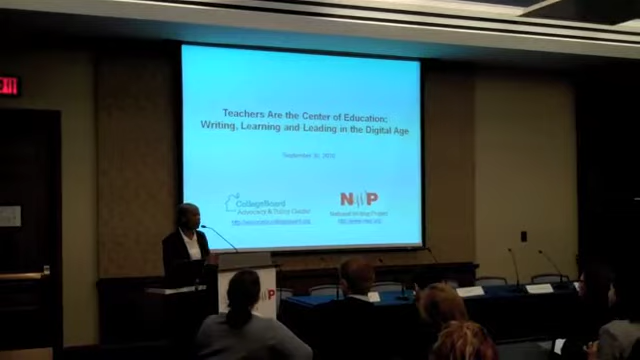 EXIT
Teachers Are the Center of Education:
Writing, Learning and Leading in the Digital Age
CollegeBoard
Advocacy & Policy Center
NWP
National Writing Project
NWP